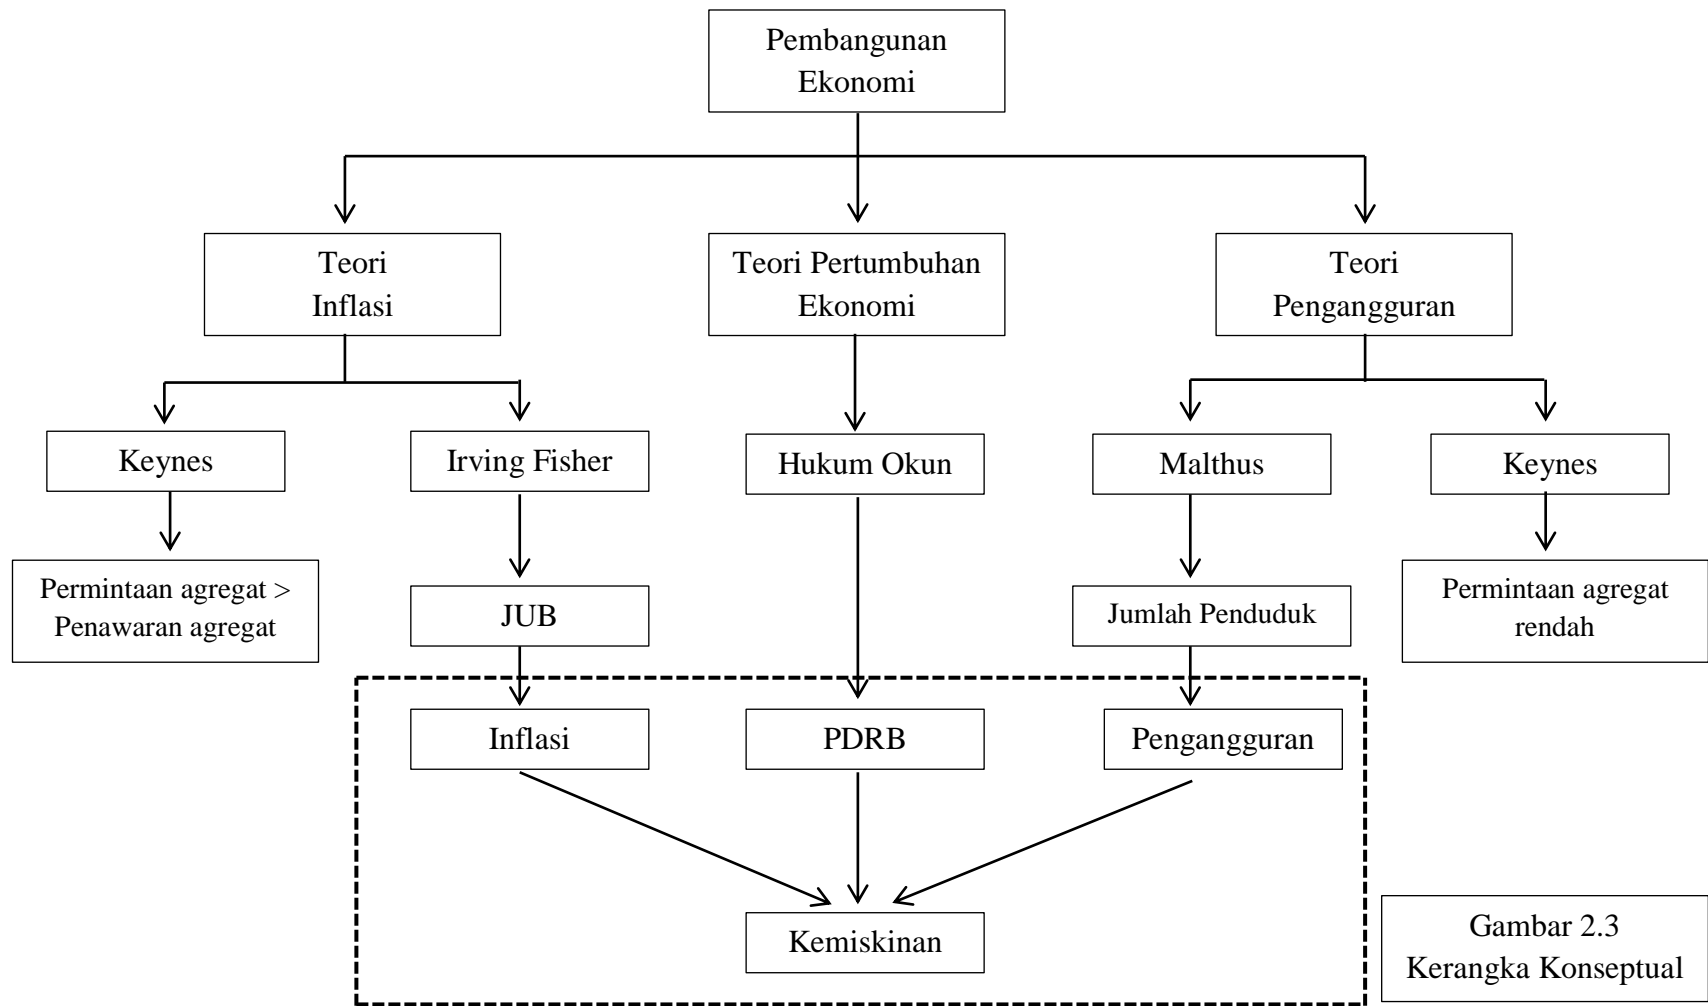 Pembangunan
Ekonomi
Teori
Inflasi
Teori Pertumbuhan
Ekonomi
Teori
Pengangguran
Keynes
Irving Fisher
Hukum Okun
Malthus
Keynes
Permintaan agregat >
Penawaran agregat
JUB
Jumlah Penduduk
Permintaan agregat
rendah
Inflasi
PDRB
Pengangguran
Kemiskinan
Gambar 2.3
Kerangka Konseptual